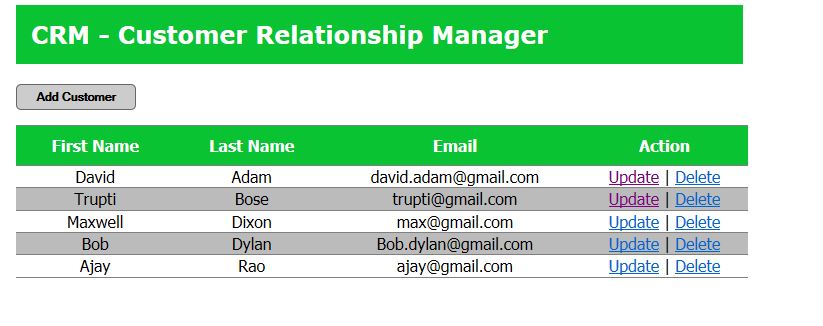 CRM - Customer Relationship Manager
Add Customer
First Name Last Name Email Action
David Adam david.adam@gmail.com Update | Delete
Trupti Bose trupti@gmail.com Update | Delete
Maxwell Dixon max@gmail.com Update | Delete
Bob Dylan Bob.dylan@gmail.com Update | Delete
Ajay Rao ajay@gmail.com Update | Delete